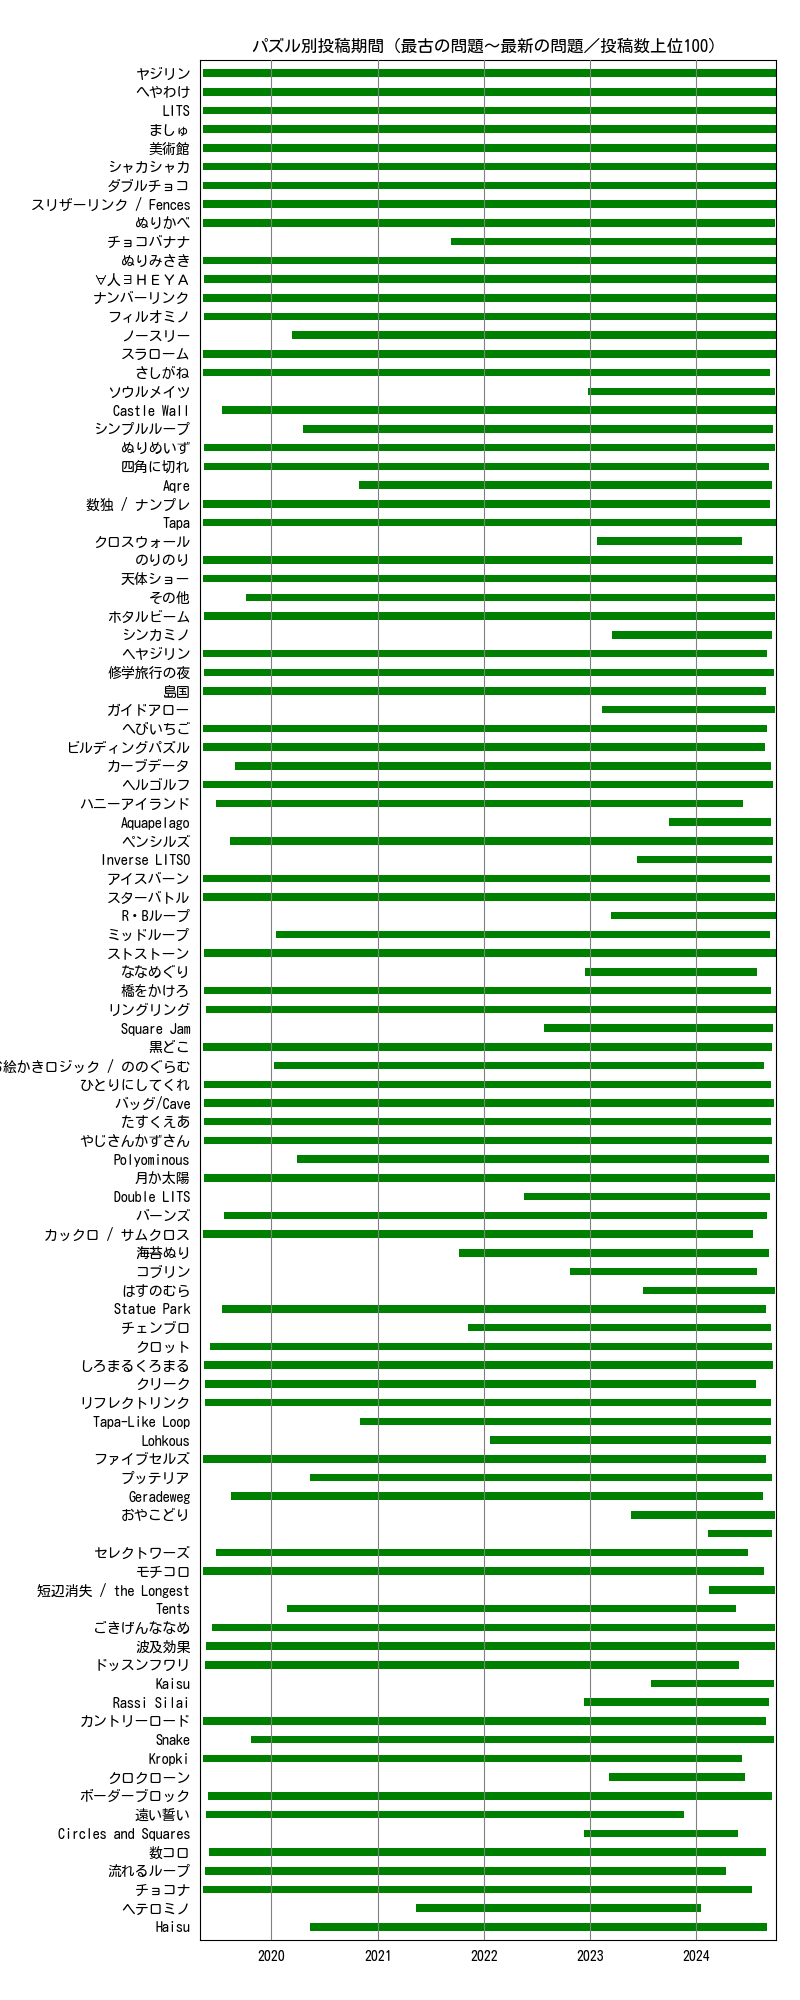 パズル別投稿期間（最古の問題～最新の問題／投稿数上位100）
ヤジリン
へやわけ
LITS
ましゅ
美術館
シャカシャカ
ダブルチョコ
スリザーリンク / Fences
ぬりかべ
チョコバナナ
ぬりみさき
∀人∃ＨＥＹＡ
ナンバーリンク
フィルオミノ
ノースリー
スラローム
さしがね
ソウルメイツ
Castle Wall
シンプルループ
ぬりめいず
四角に切れ
Aqre
数独 / ナンプレ
Tapa
クロスウォール
のりのり
天体ショー
その他
ホタルビーム
シンカミノ
ヘヤジリン
修学旅行の夜
島国
ガイドアロー
へびいちご
ビルディングパズル
カーブデータ
ヘルゴルフ
ハニーアイランド
Aquapelago
ペンシルズ
Inverse LITSO
アイスバーン
スターバトル
R・Bループ
ミッドループ
ストストーン
ななめぐり
橋をかけろ
リングリング
Square Jam
黒どこ
絵かきロジック / ののぐらむ
ひとりにしてくれ
バッグ/Cave
たすくえあ
やじさんかずさん
Polyominous
月か太陽
Double LITS
バーンズ
カックロ / サムクロス
海苔ぬり
コブリン
はすのむら
Statue Park
チェンブロ
クロット
しろまるくろまる
クリーク
リフレクトリンク
Tapa-Like Loop
Lohkous
ファイブセルズ
プッテリア
Geradeweg
おやこどり
セレクトワーズ
モチコロ
短辺消失 / the Longest
Tents
ごきげんななめ
波及効果
ドッスンフワリ
Kaisu
Rassi Silai
カントリーロード
Snake
Kropki
クロクローン
ボーダーブロック
遠い誓い
Circles and Squares
数コロ
流れるループ
チョコナ
ヘテロミノ
Haisu
2020 2021 2022 2023 2024